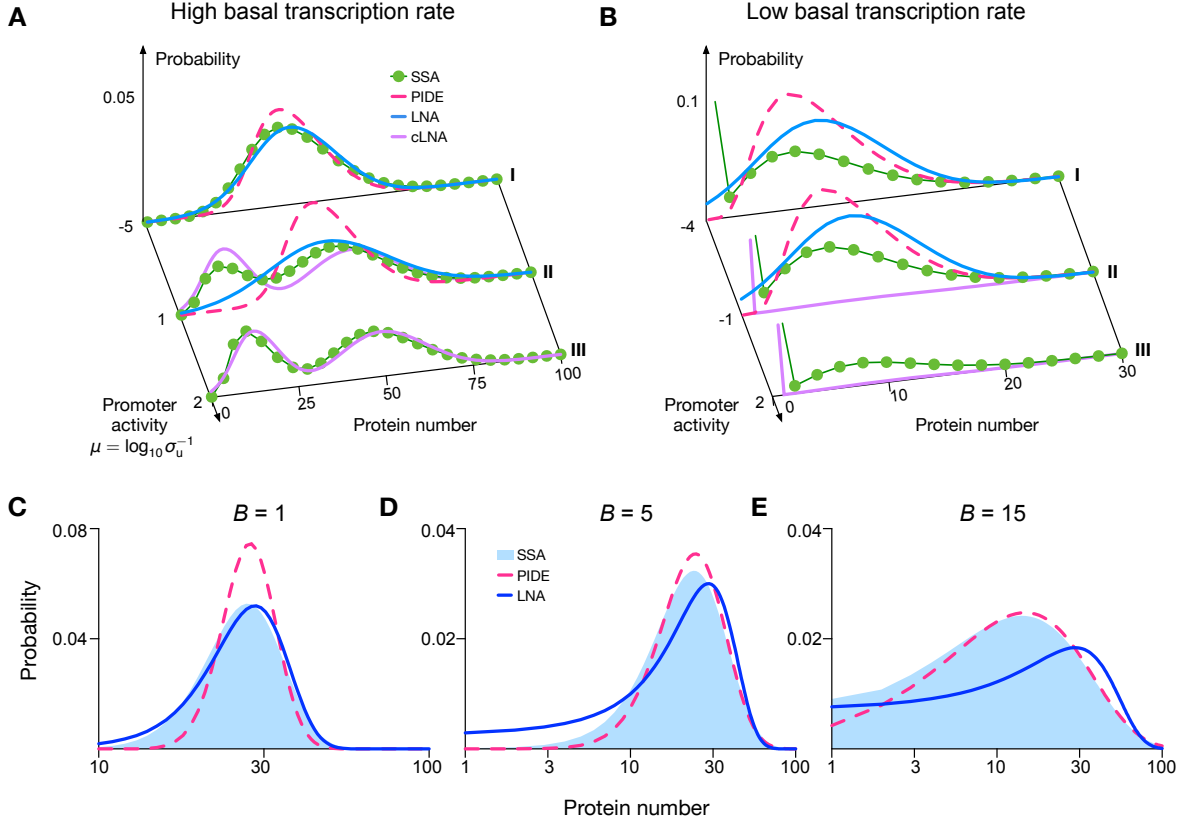 A
High basal transcription rate
Probability
0.05
SSA
PIDE
LNA
cLNA
I
-5
II
1
III
2
0
25
50
75
100
Promoter
activity
μ = log₁₀ σᵤ⁻¹
Protein number
B
Low basal transcription rate
Probability
0.1
I
-4
II
-1
III
2
0
10
20
30
Promoter
activity
Protein number
C
B = 1
0.08
0.04
Probability
10
30
100
D
B = 5
0.04
0.02
SSA
PIDE
LNA
1
3
10
30
100
E
B = 15
0.04
0.02
1
3
10
30
100
Protein number